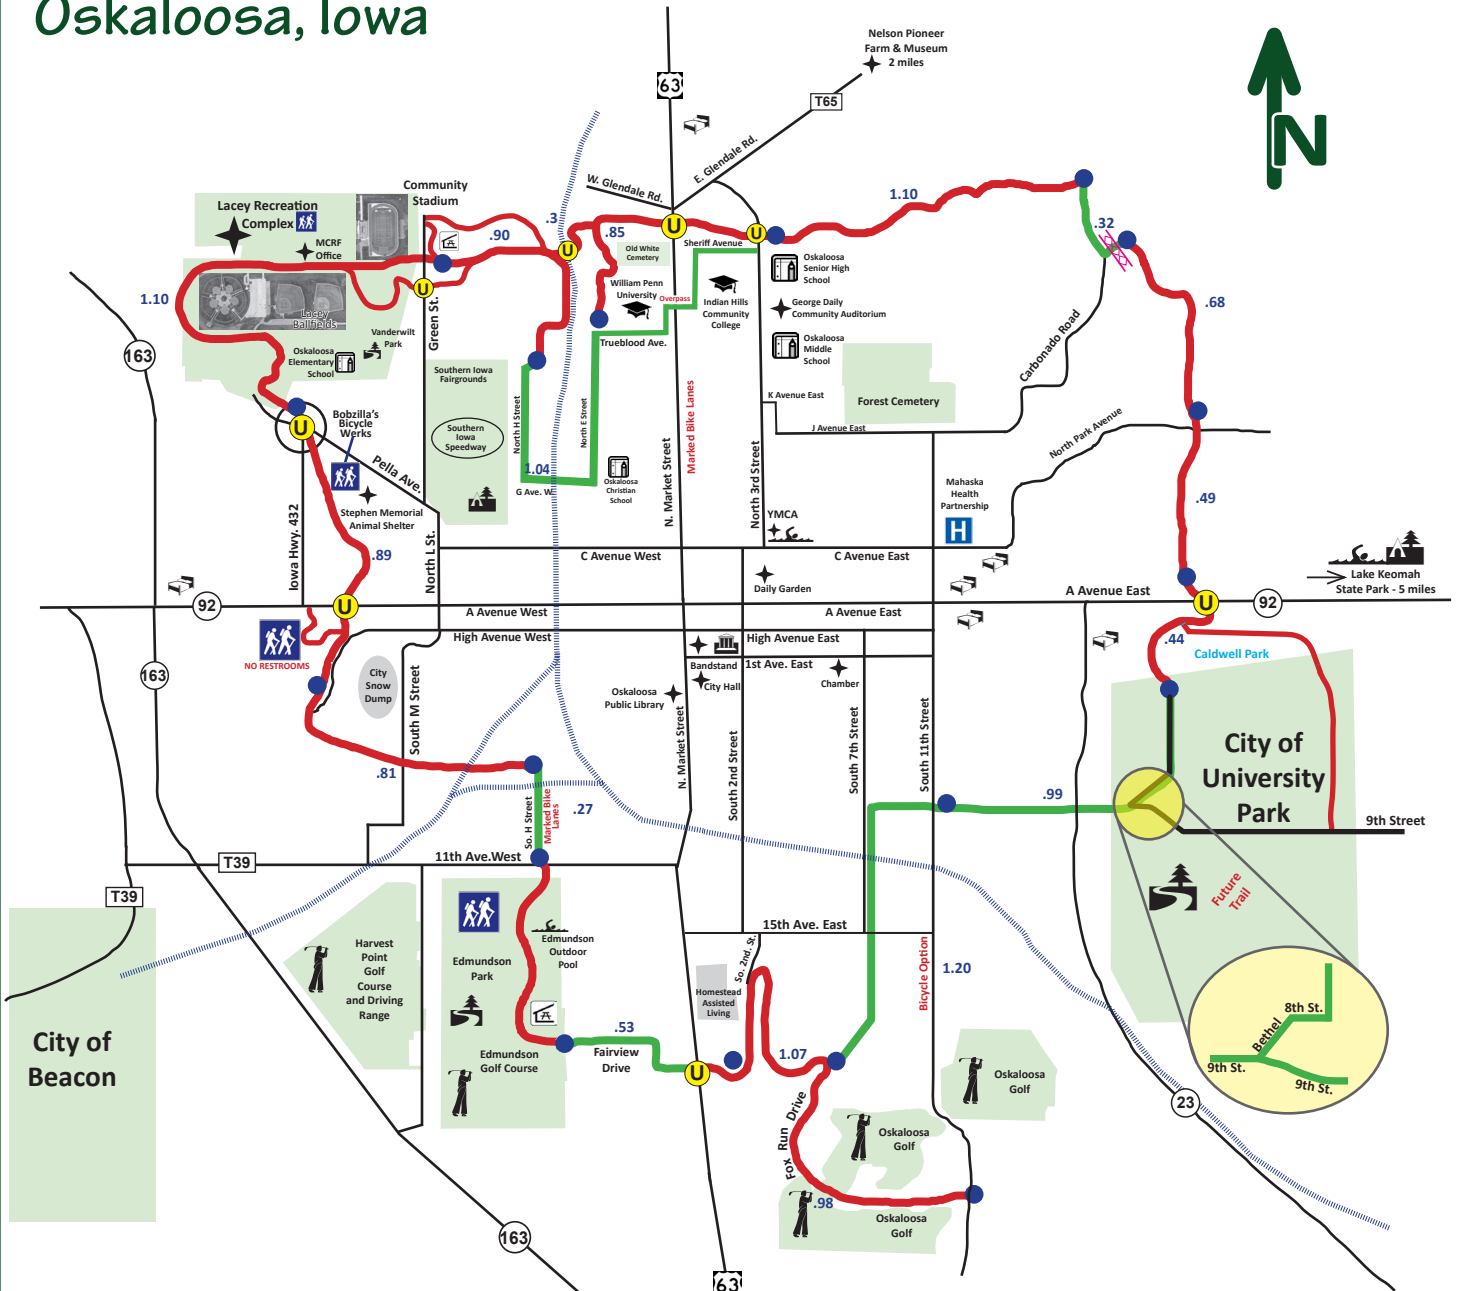 Oskaloosa, Iowa
Nelson Pioneer
Farm & Museum
2 miles
63
T65
N
E. Glendale Rd.
W. Glendale Rd.
Community
Stadium
Lacey Recreation
Complex
MCRF
Office
.90
.3
.85
U
U
U
1.10
.32
Sheriff Avenue
Old White
Cemetery
William Penn
University
Overpass
Indian Hills
Community
College
Oskaloosa
Senior High
School
George Daily
Community Auditorium
Oskaloosa
Middle
School
1.10
Lacey
Ballfields
U
Green St.
Vanderwilt
Park
Oskaloosa
Elementary
School
Trueblood Ave.
.68
163
Southern Iowa
Fairgrounds
Southern
Iowa
Speedway
North H Street
North E Street
1.04
G Ave. W.
Oskaloosa
Christian
School
N. Market Street
Marked Bike Lanes
North 3rd Street
K Avenue East
J Avenue East
Forest Cemetery
Carbonado Road
North Park Avenue
U
Bobzilla's
Bicycle
Werks
Pella Ave.
Stephen Memorial
Animal Shelter
Iowa Hwy. 432
North L St.
.89
YMCA
Mahaska
Health
Partnership
H
.49
C Avenue West
C Avenue East
Daily Garden
Lake Keomah
State Park - 5 miles
92
U
A Avenue West
A Avenue East
A Avenue East
U
92
NO RESTROOMS
High Avenue West
High Avenue East
.44
Caldwell Park
163
City
Snow
Dump
South M Street
Bandstand
1st Ave. East
City Hall
Chamber
Oskaloosa
Public Library
N. Market Street
South 2nd Street
South 7th Street
South 11th Street
City of
University
Park
.81
So. H Street
Marked Bike
Lanes
.27
.99
9th Street
T39
11th Ave.West
T39
Future
Trail
Harvest
Point
Golf
Course
and Driving
Range
Edmundson
Park
Edmundson
Outdoor
Pool
15th Ave. East
So. 2nd. St.
Homestead
Assisted
Living
Bicycle Option
1.20
8th St.
Bethel
9th St.
9th St.
City of
Beacon
Edmundson
Golf Course
.53
Fairview
Drive
U
1.07
Fox Run Drive
Oskaloosa
Golf
23
Oskaloosa
Golf
.98
Oskaloosa
Golf
163
63